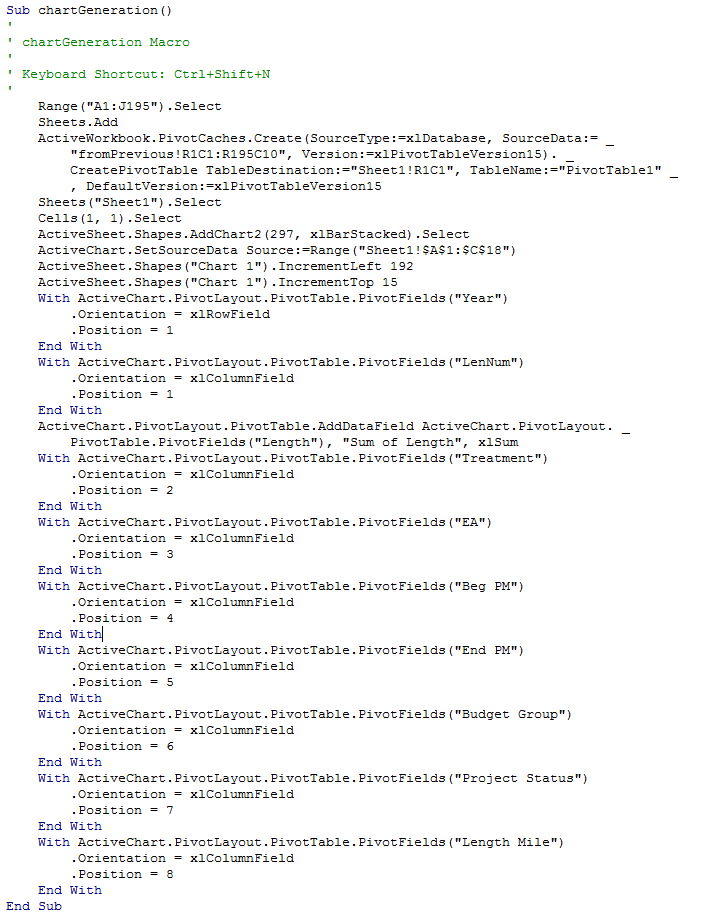 Sub chartGeneration()
'
' chartGeneration Macro
'
' Keyboard Shortcut: Ctrl+Shift+N
'
    Range("A1:J195").Select
    Sheets.Add
    ActiveWorkbook.PivotCaches.Create(SourceType:=xlDatabase, SourceData:= _
        "fromPrevious!R1C1:R195C10", Version:=xlPivotTableVersion15). _
        CreatePivotTable TableDestination:="Sheet1!R1C1", TableName:="PivotTable1" _
        , DefaultVersion:=xlPivotTableVersion15
    Sheets("Sheet1").Select
    Cells(1, 1).Select
    ActiveSheet.Shapes.AddChart2(297, xlBarStacked).Select
    ActiveChart.SetSourceData Source:=Range("Sheet1!$A$1:$C$18")
    ActiveSheet.Shapes("Chart 1").IncrementLeft 192
    ActiveSheet.Shapes("Chart 1").IncrementTop 15
    With ActiveChart.PivotLayout.PivotTable.PivotFields("Year")
        .Orientation = xlRowField
        .Position = 1
    End With
    With ActiveChart.PivotLayout.PivotTable.PivotFields("LenNum")
        .Orientation = xlColumnField
        .Position = 1
    End With
    ActiveChart.PivotLayout.PivotTable.AddDataField ActiveChart.PivotLayout. _
        PivotTable.PivotFields("Length"), "Sum of Length", xlSum
    With ActiveChart.PivotLayout.PivotTable.PivotFields("Treatment")
        .Orientation = xlColumnField
        .Position = 2
    End With
    With ActiveChart.PivotLayout.PivotTable.PivotFields("EA")
        .Orientation = xlColumnField
        .Position = 3
    End With
    With ActiveChart.PivotLayout.PivotTable.PivotFields("Beg PM")
        .Orientation = xlColumnField
        .Position = 4
    End With
    With ActiveChart.PivotLayout.PivotTable.PivotFields("End PM")
        .Orientation = xlColumnField
        .Position = 5
    End With
    With ActiveChart.PivotLayout.PivotTable.PivotFields("Budget Group")
        .Orientation = xlColumnField
        .Position = 6
    End With
    With ActiveChart.PivotLayout.PivotTable.PivotFields("Project Status")
        .Orientation = xlColumnField
        .Position = 7
    End With
    With ActiveChart.PivotLayout.PivotTable.PivotFields("Length Mile")
        .Orientation = xlColumnField
        .Position = 8
    End With
End Sub